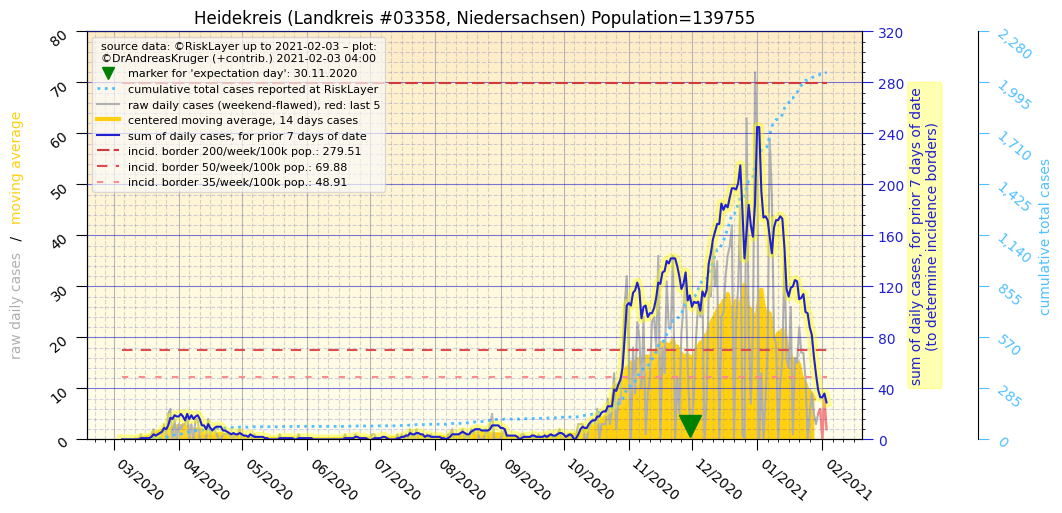 Heidekreis (Landkreis #03358, Niedersachsen) Population=139755
source data: ©RiskLayer up to 2021-02-03 – plot:
©DrAndreasKruger (+contrib.) 2021-02-03 04:00
marker for 'expectation day': 30.11.2020
cumulative total cases reported at RiskLayer
raw daily cases (weekend-flawed), red: last 5
centered moving average, 14 days cases
sum of daily cases, for prior 7 days of date
incid. border 200/week/100k pop.: 279.51
incid. border 50/week/100k pop.: 69.88
incid. border 35/week/100k pop.: 48.91
raw daily cases / moving average
80
70
60
50
40
30
20
10
0
03/2020
04/2020
05/2020
06/2020
07/2020
08/2020
09/2020
10/2020
11/2020
12/2020
01/2021
02/2021
320
280
240
200
160
120
80
40
0
sum of daily cases, for prior 7 days of date
(to determine incidence borders)
2,280
1,995
1,710
1,425
1,140
855
570
285
0
cumulative total cases